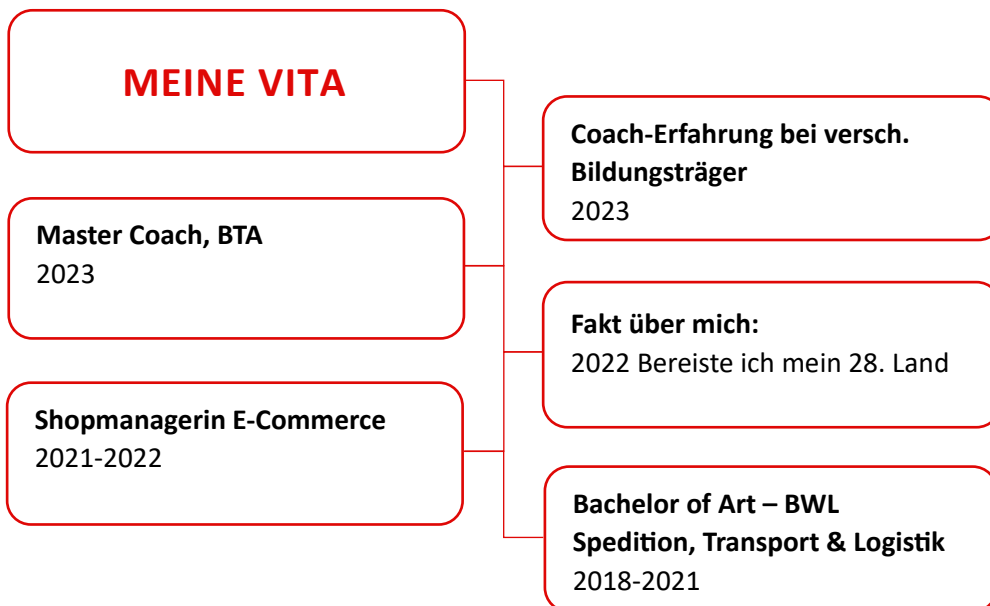 MEINE VITA
Coach-Erfahrung bei versch.
Bildungsträger
2023
Master Coach, BTA
2023
Fakt über mich:
2022 Bereiste ich mein 28. Land
Shopmanagerin E-Commerce
2021-2022
Bachelor of Art – BWL
Spedition, Transport & Logistik
2018-2021